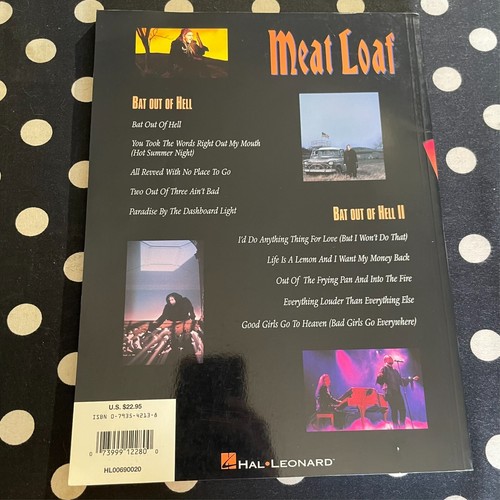 Meat Loaf
Bat out of Hell
Bat Out Of Hell
You Took The Words Right Out My Mouth
(Hot Summer Night)
All Revved With No Place To Go
Two Out Of Three Ain't Bad
Paradise By The Dashboard Light
Bat out of Hell II
I'd Do Anything Thing For Love (But I Won't Do That)
Life Is A Lemon And I Want My Money Back
Out Of The Frying Pan And Into The Fire
Everything Louder Than Everything Else
Good Girls Go To Heaven (Bad Girls Go Everywhere)
U.S. $22.95
ISBN 0-7935-4213-8
0 73999 12280 0
HL00690020
HAL•LEONARD®